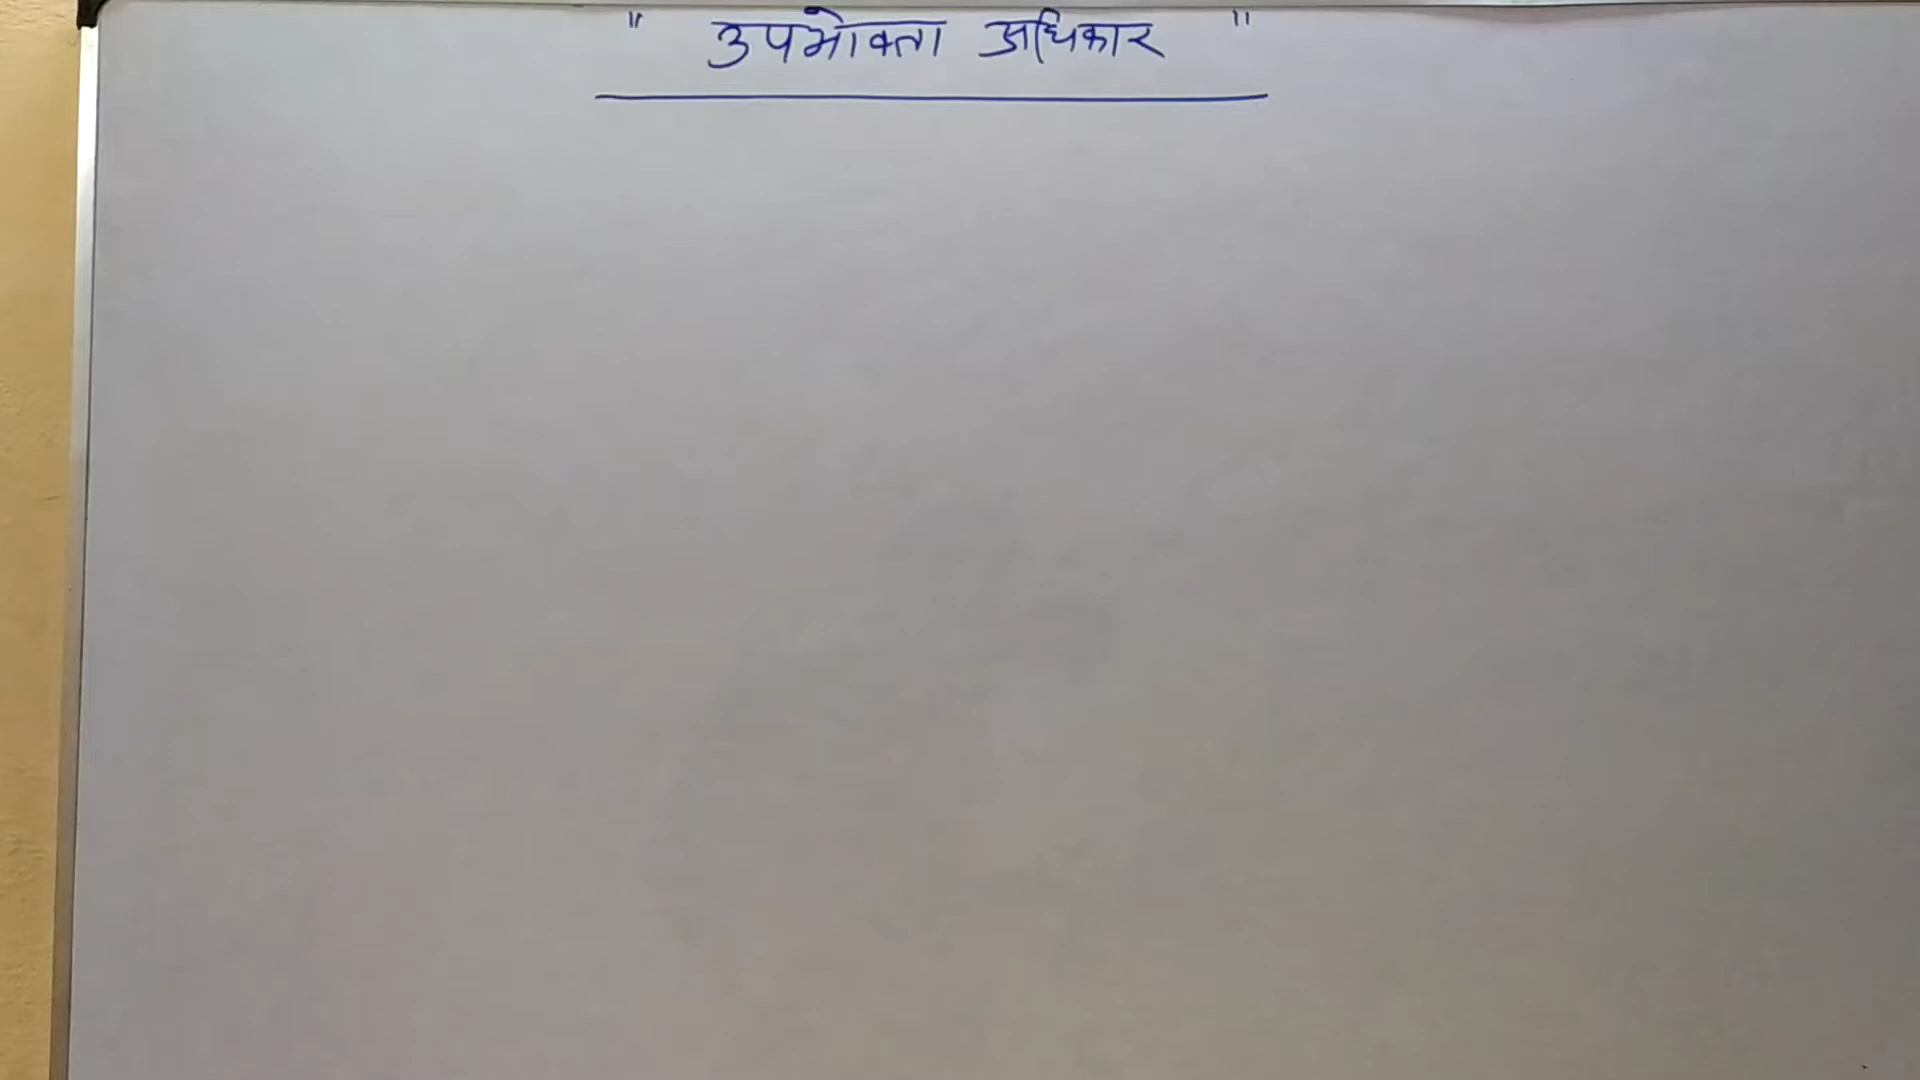 " उपभोक्ता अधिकार "